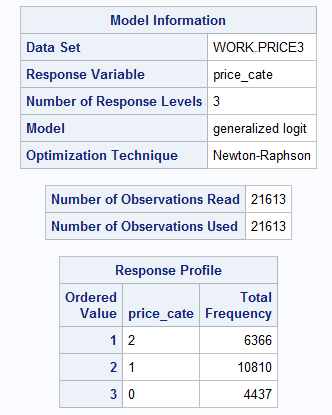 Model Information
Data Set WORK.PRICE3
Response Variable price_cate
Number of Response Levels 3
Model generalized logit
Optimization Technique Newton-Raphson
Number of Observations Read 21613
Number of Observations Used 21613
Response Profile
Ordered Value price_cate Total Frequency
1 2 6366
2 1 10810
3 0 4437